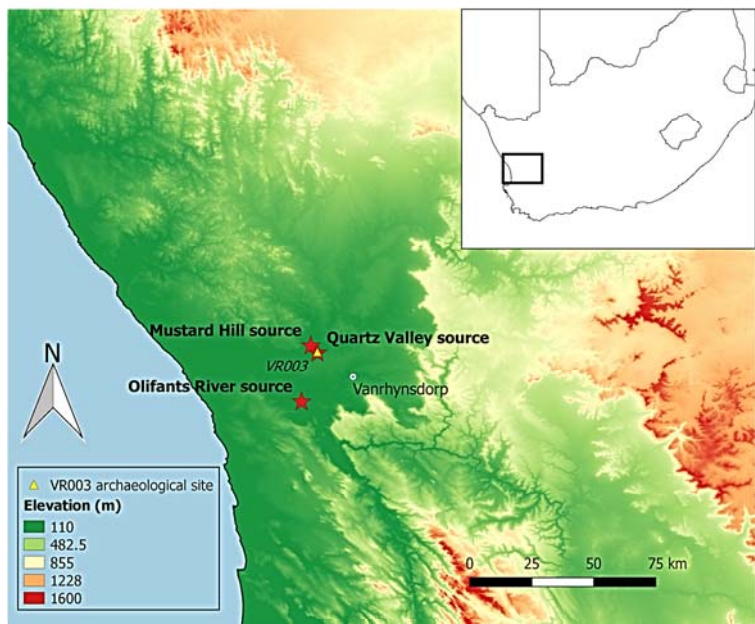 Mustard Hill source
Quartz Valley source
VR003
Olifants River source
Vanrhynsdorp
N
VR003 archaeological site
Elevation (m)
110
482.5
855
1228
1600
0 25 50 75 km